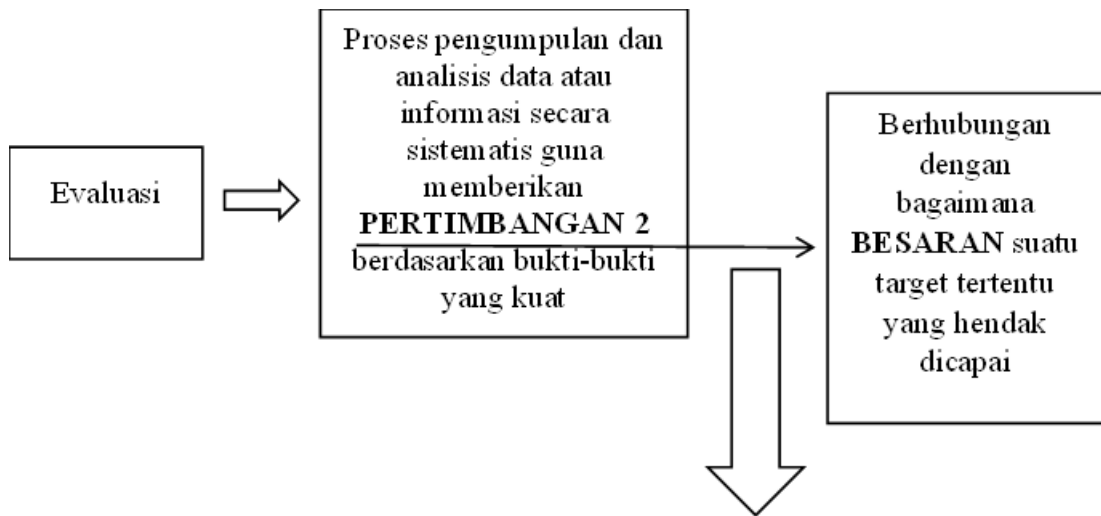 Evaluasi
Proses pengumpulan dan
analisis data atau
informasi secara
sistematis guna
memberikan
PERTIMBANGAN 2
berdasarkan bukti-bukti
yang kuat
Berhubungan
dengan
bagaimana
BESARAN suatu
target tertentu
yang hendak
dicapai